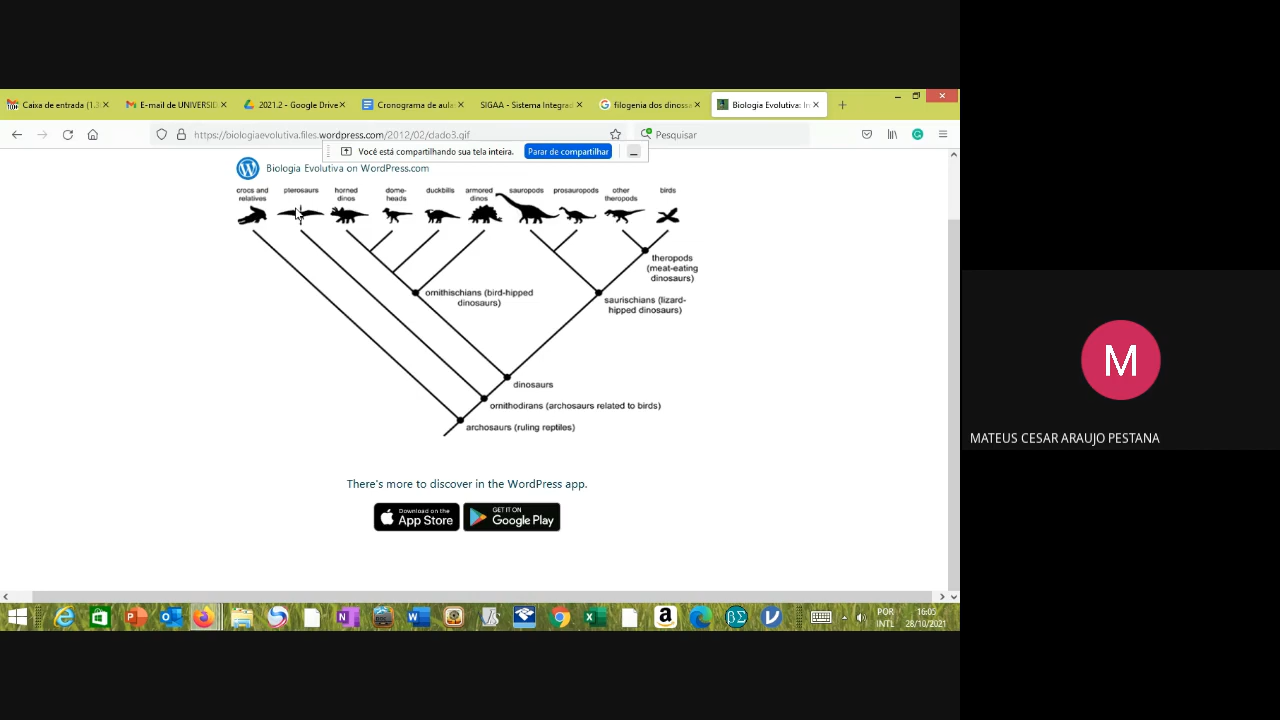 Caixa de entrada (1.3
E-mail de UNIVERSID
2021.2 - Google Drive
Cronograma de aula
SIGAA - Sistema Integrad
filogenia dos dinossa
Biologia Evolutiva: In
https://biologiaevolutiva.files.wordpress.com/2012/02/dado3.gif
Pesquisar
Você está compartilhando sua tela inteira.
Parar de compartilhar
Biologia Evolutiva on WordPress.com
crocs and relatives
pterosaurs
horned dinos
dome-heads
duckbills
armored dinos
sauropods
prosauropods
other theropods
birds
theropods
(meat-eating
dinosaurs)
ornithischians (bird-hipped
dinosaurs)
saurischians (lizard-
hipped dinosaurs)
dinosaurs
ornithodirans (archosaurs related to birds)
archosaurs (ruling reptiles)
There's more to discover in the WordPress app.
Download on the
App Store
GET IT ON
Google Play
M
MATEUS CESAR ARAUJO PESTANA
POR
INTL
16:05
28/10/2021